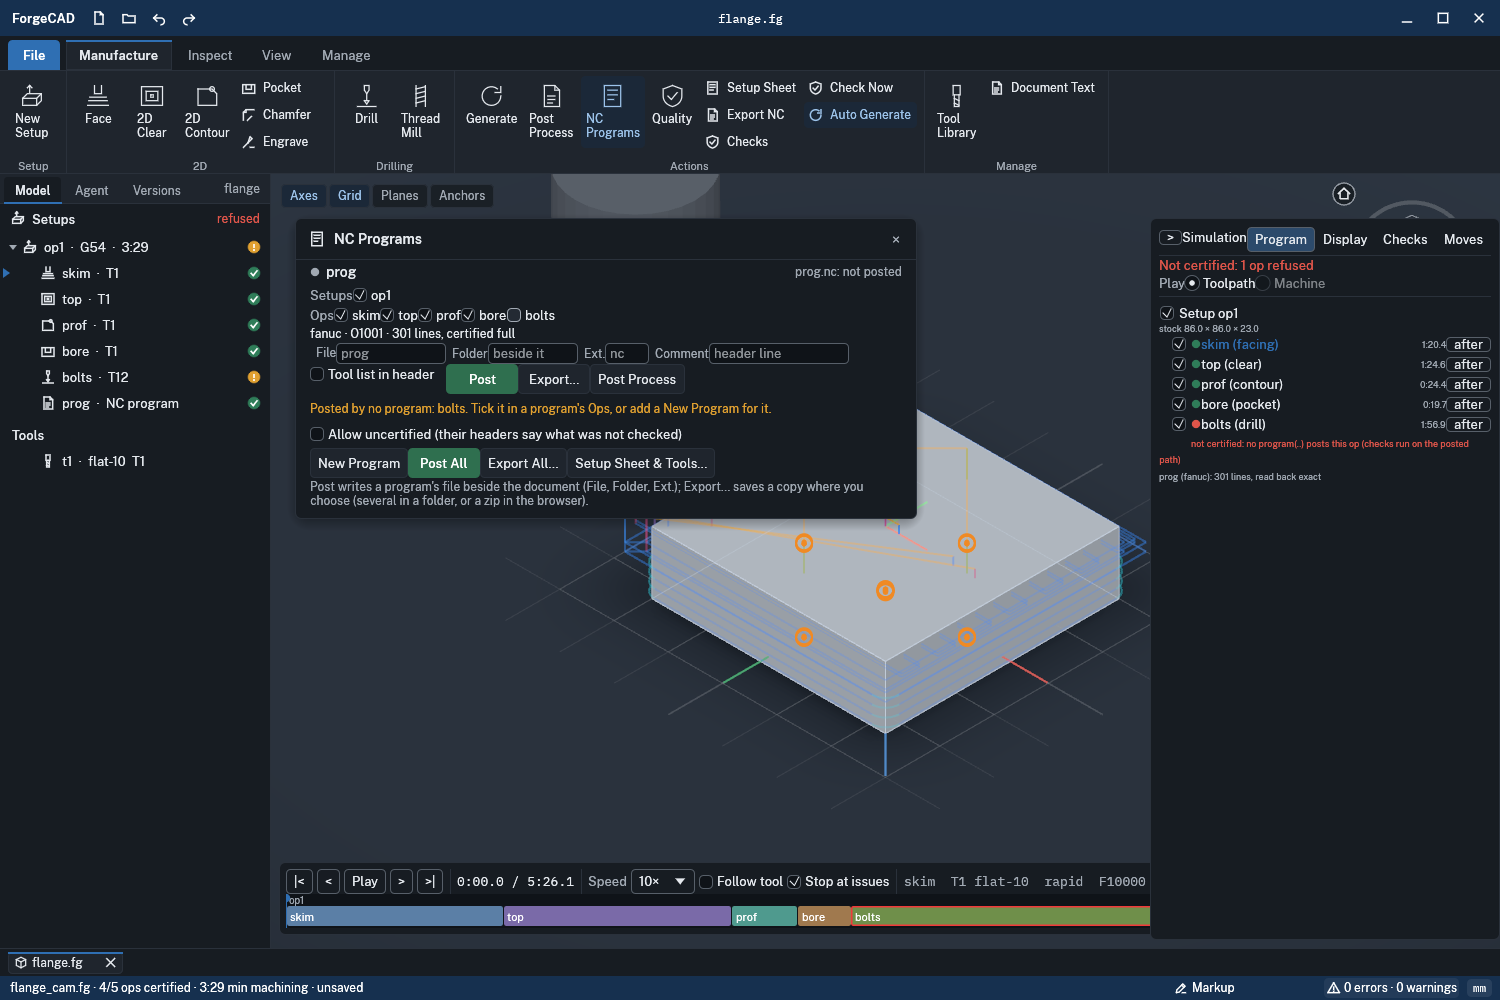 ForgeCAD
flange.fg
File
Manufacture
Inspect
View
Manage
New Setup
Face
2D Clear
2D Contour
Pocket
Chamfer
Engrave
Drill
Thread Mill
Generate
Post Process
NC Programs
Quality
Setup Sheet
Export NC
Checks
Check Now
Auto Generate
Tool Library
Document Text
Setup
2D
Drilling
Actions
Manage
Model
Agent
Versions
flange
Setups
refused
op1 · G54 · 3:29
skim · T1
top · T1
prof · T1
bore · T1
bolts · T12
prog · NC program
Tools
t1 · flat-10 T1
Axes
Grid
Planes
Anchors
NC Programs
×
prog
prog.nc: not posted
Setups op1
Ops skim top prof bore bolts
fanuc · O1001 · 301 lines, certified full
File prog Folder beside it Ext. nc Comment header line
Tool list in header
Post
Export...
Post Process
Posted by no program: bolts. Tick it in a program's Ops, or add a New Program for it.
Allow uncertified (their headers say what was not checked)
New Program
Post All
Export All...
Setup Sheet & Tools...
Post writes a program's file beside the document (File, Folder, Ext.); Export... saves a copy where you
choose (several in a folder, or a zip in the browser).
> Simulation
Program
Display
Checks
Moves
Not certified: 1 op refused
Play Toolpath Machine
Setup op1
stock 86.0 × 86.0 × 23.0
skim (facing) 1:20.4 after
top (clear) 1:24.6 after
prof (contour) 0:24.4 after
bore (pocket) 0:19.7 after
bolts (drill) 1:56.9 after
not certified: no program(..) posts this op (checks run on the posted
path)
prog (fanuc): 301 lines, read back exact
|<
<
Play
>
>|
0:00.0 / 5:26.1
Speed 10×
Follow tool
Stop at issues
skim T1 flat-10 rapid F10000
op1
skim
top
prof
bore
bolts
flange.fg
flange_cam.fg · 4/5 ops certified · 3:29 min machining · unsaved
Markup
0 errors · 0 warnings
mm